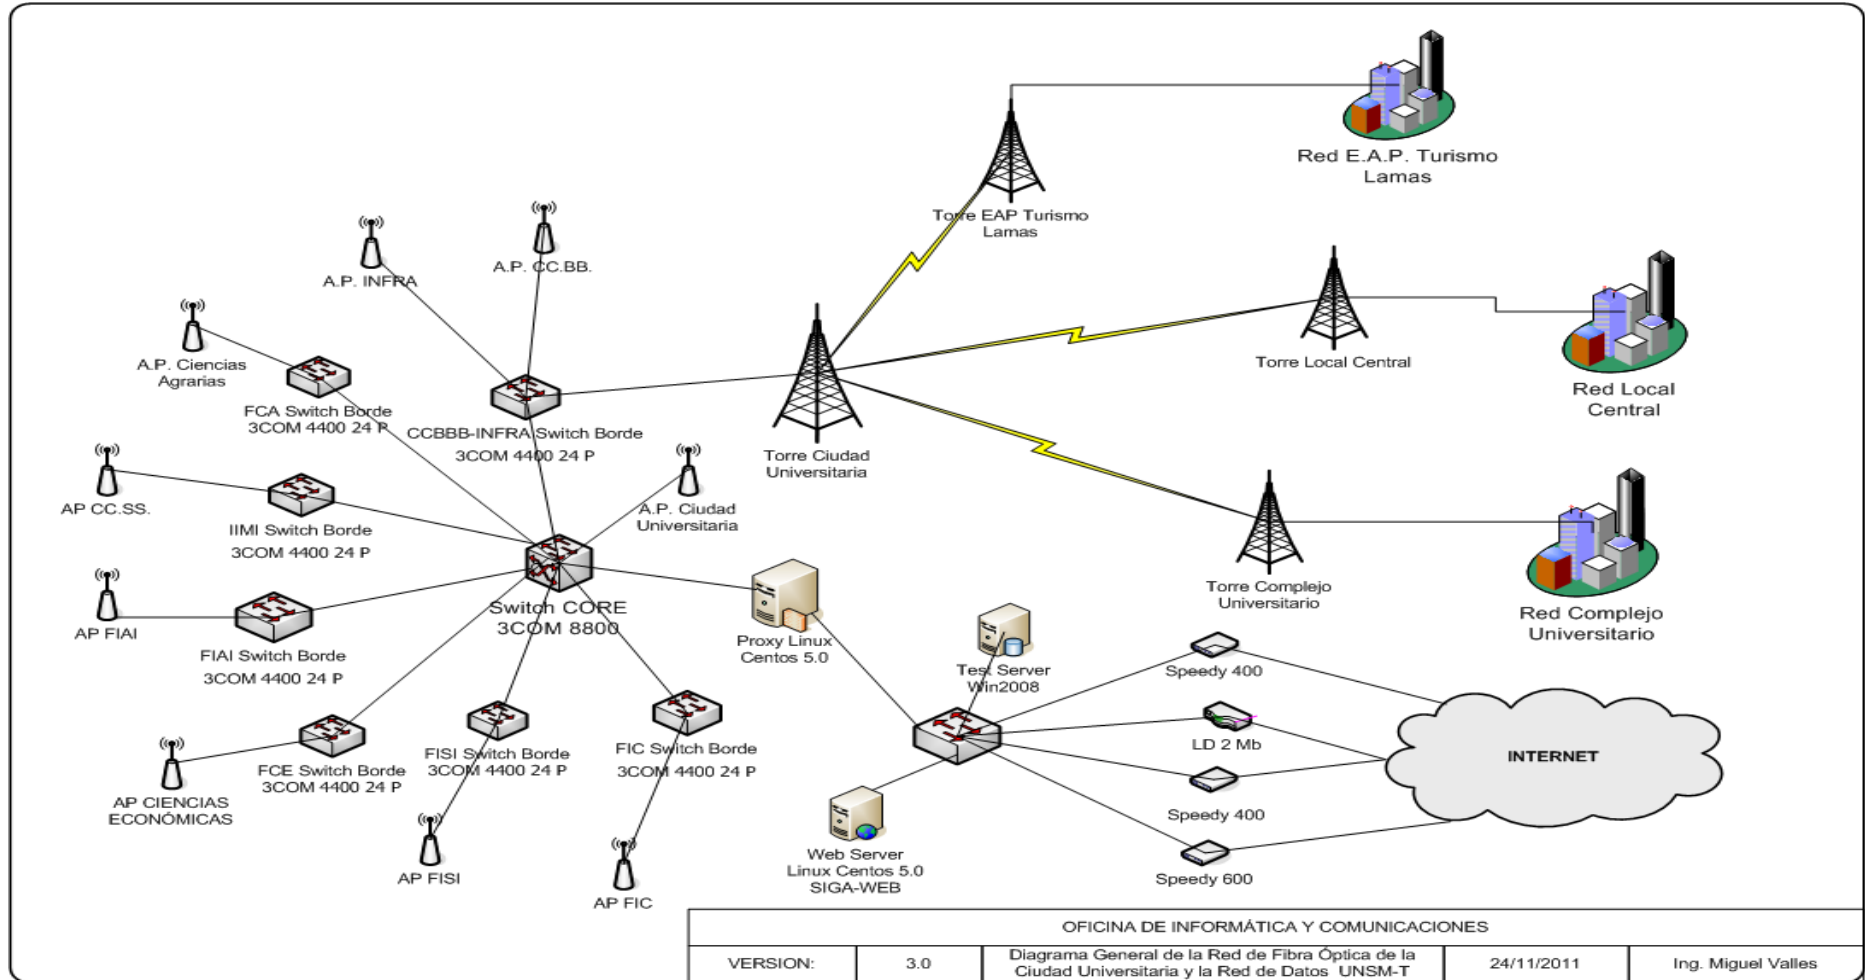 Red E.A.P. Turismo
Lamas
Torre EAP Turismo
Lamas
A.P. INFRA
A.P. CC.BB.
A.P. Ciencias
Agrarias
FCA Switch Borde
3COM 4400 24 P
CCBBB-INFRA Switch Borde
3COM 4400 24 P
Torre Ciudad
Universitaria
Torre Local Central
Red Local
Central
AP CC.SS.
IIMI Switch Borde
3COM 4400 24 P
A.P. Ciudad
Universitaria
AP FIAI
FIAI Switch Borde
3COM 4400 24 P
Switch CORE
3COM 8800
Proxy Linux
Centos 5.0
Torre Complejo
Universitario
Red Complejo
Universitario
Test Server
Win2008
Speedy 400
LD 2 Mb
Speedy 400
Speedy 600
INTERNET
AP CIENCIAS
ECONÓMICAS
FCE Switch Borde
3COM 4400 24 P
FISI Switch Borde
3COM 4400 24 P
FIC Switch Borde
3COM 4400 24 P
AP FISI
AP FIC
Web Server
Linux Centos 5.0
SIGA-WEB
OFICINA DE INFORMÁTICA Y COMUNICACIONES
VERSION:
3.0
Diagrama General de la Red de Fibra Óptica de la
Ciudad Universitaria y la Red de Datos UNSM-T
24/11/2011
Ing. Miguel Valles